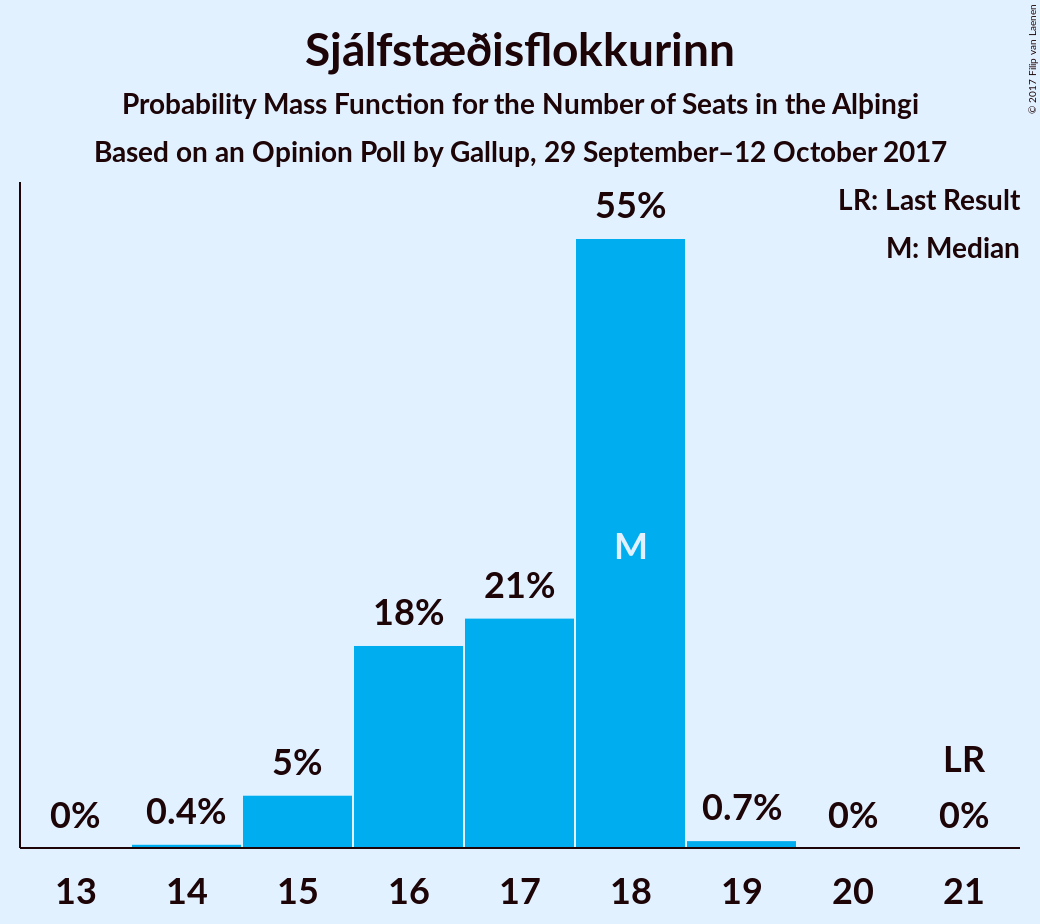 Sjálfstæðisflokkurinn
Probability Mass Function for the Number of Seats in the Alþingi
Based on an Opinion Poll by Gallup, 29 September–12 October 2017
© 2017 Filip van Laenen
LR: Last Result
M: Median
0%
0.4%
5%
18%
21%
55%
M
0.7%
0%
LR
0%
13 14 15 16 17 18 19 20 21